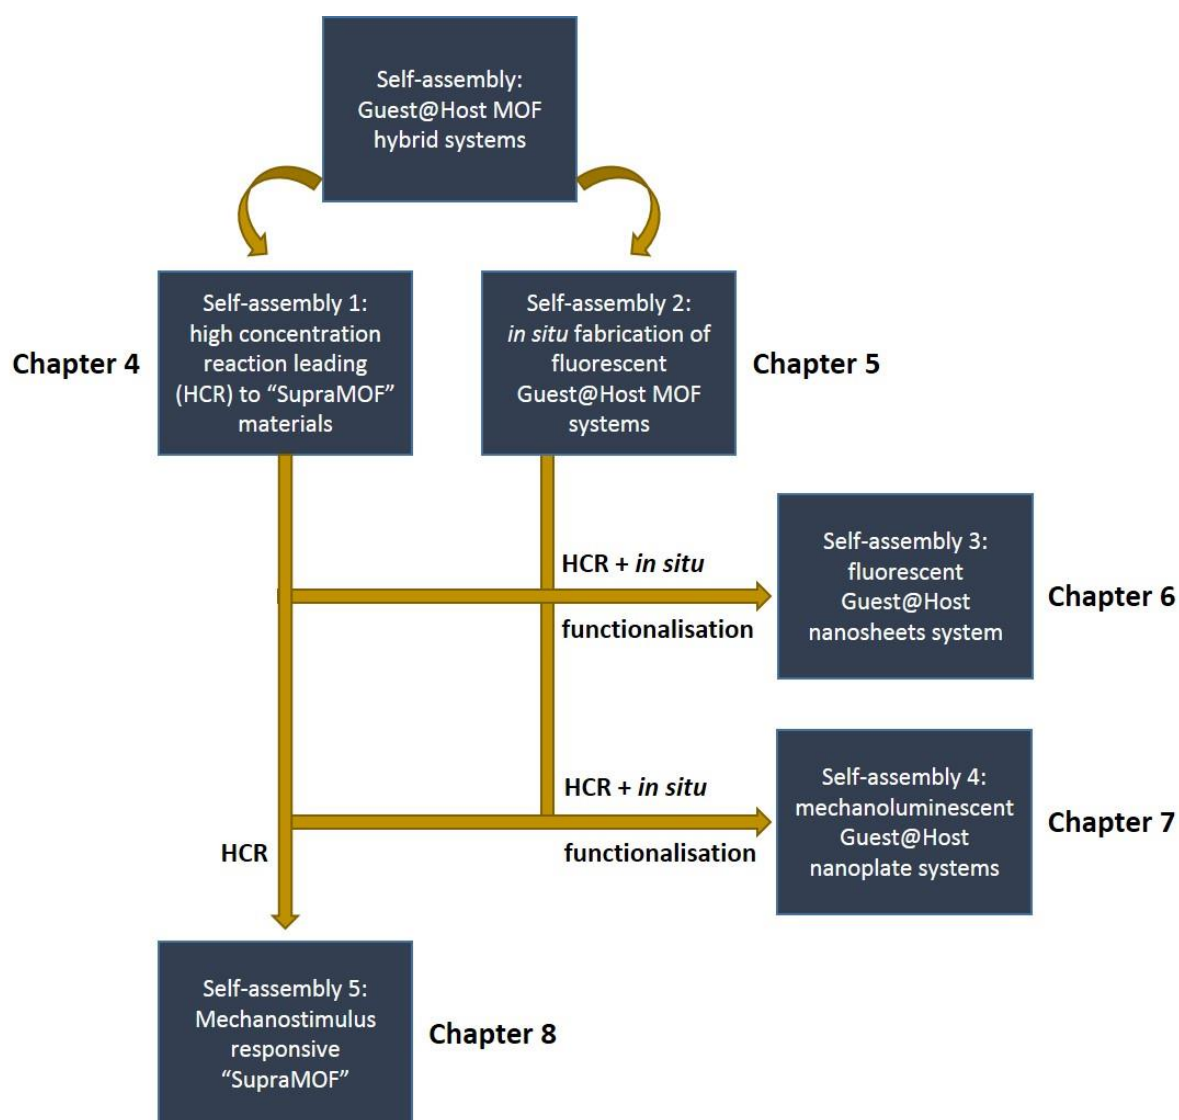 Self-assembly:
Guest@Host MOF
hybrid systems
Chapter 4
Self-assembly 1:
high concentration
reaction leading
(HCR) to “SupraMOF”
materials
Self-assembly 2:
in situ fabrication of
fluorescent
Guest@Host MOF
systems
Chapter 5
HCR + in situ
functionalisation
Self-assembly 3:
fluorescent
Guest@Host
nanosheets system
Chapter 6
HCR + in situ
functionalisation
Self-assembly 4:
mechanoluminescent
Guest@Host
nanoplate systems
Chapter 7
HCR
Self-assembly 5:
Mechanostimulus
responsive
“SupraMOF”
Chapter 8